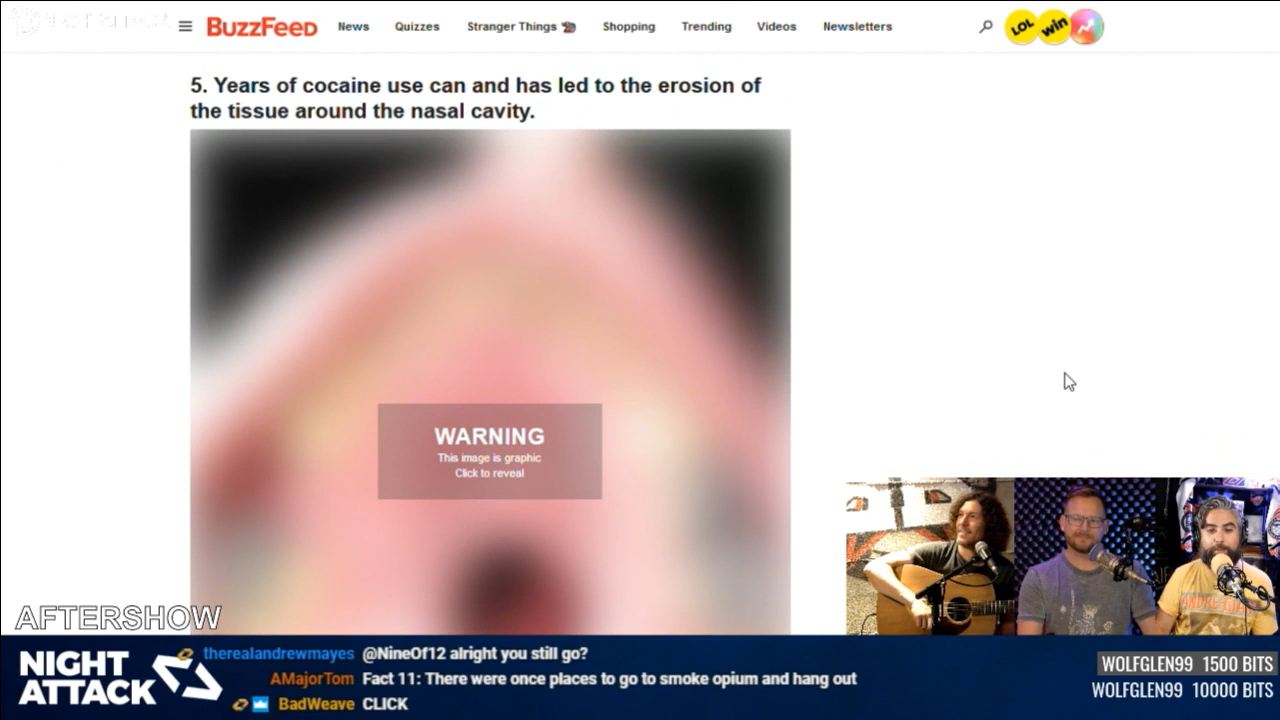 BuzzFeed
News
Quizzes
Stranger Things
Shopping
Trending
Videos
Newsletters
LOL
win
5. Years of cocaine use can and has led to the erosion of
the tissue around the nasal cavity.
WARNING
This image is graphic
Click to reveal
AFTERSHOW
NIGHT
ATTACK
therealandrewmayes @NineOf12 alright you still go?
AMajorTom Fact 11: There were once places to go to smoke opium and hang out
BadWeave CLICK
WOLFGLEN99 1500 BITS
WOLFGLEN99 10000 BITS